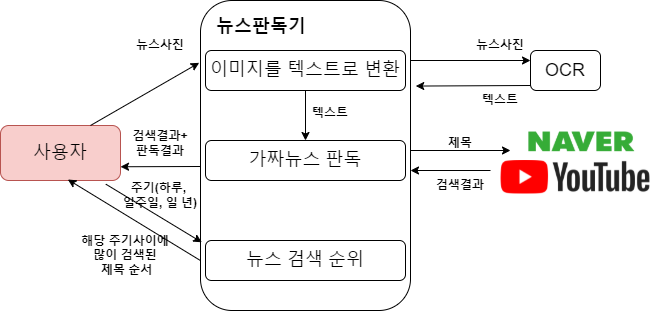 뉴스판독기
뉴스사진
이미지를 텍스트로 변환
뉴스사진
OCR
텍스트
텍스트
사용자
검색결과+
판독결과
가짜뉴스 판독
제목
검색결과
NAVER
YouTube
주기(하루,
일주일, 일 년)
해당 주기사이에
많이 검색된
제목 순서
뉴스 검색 순위